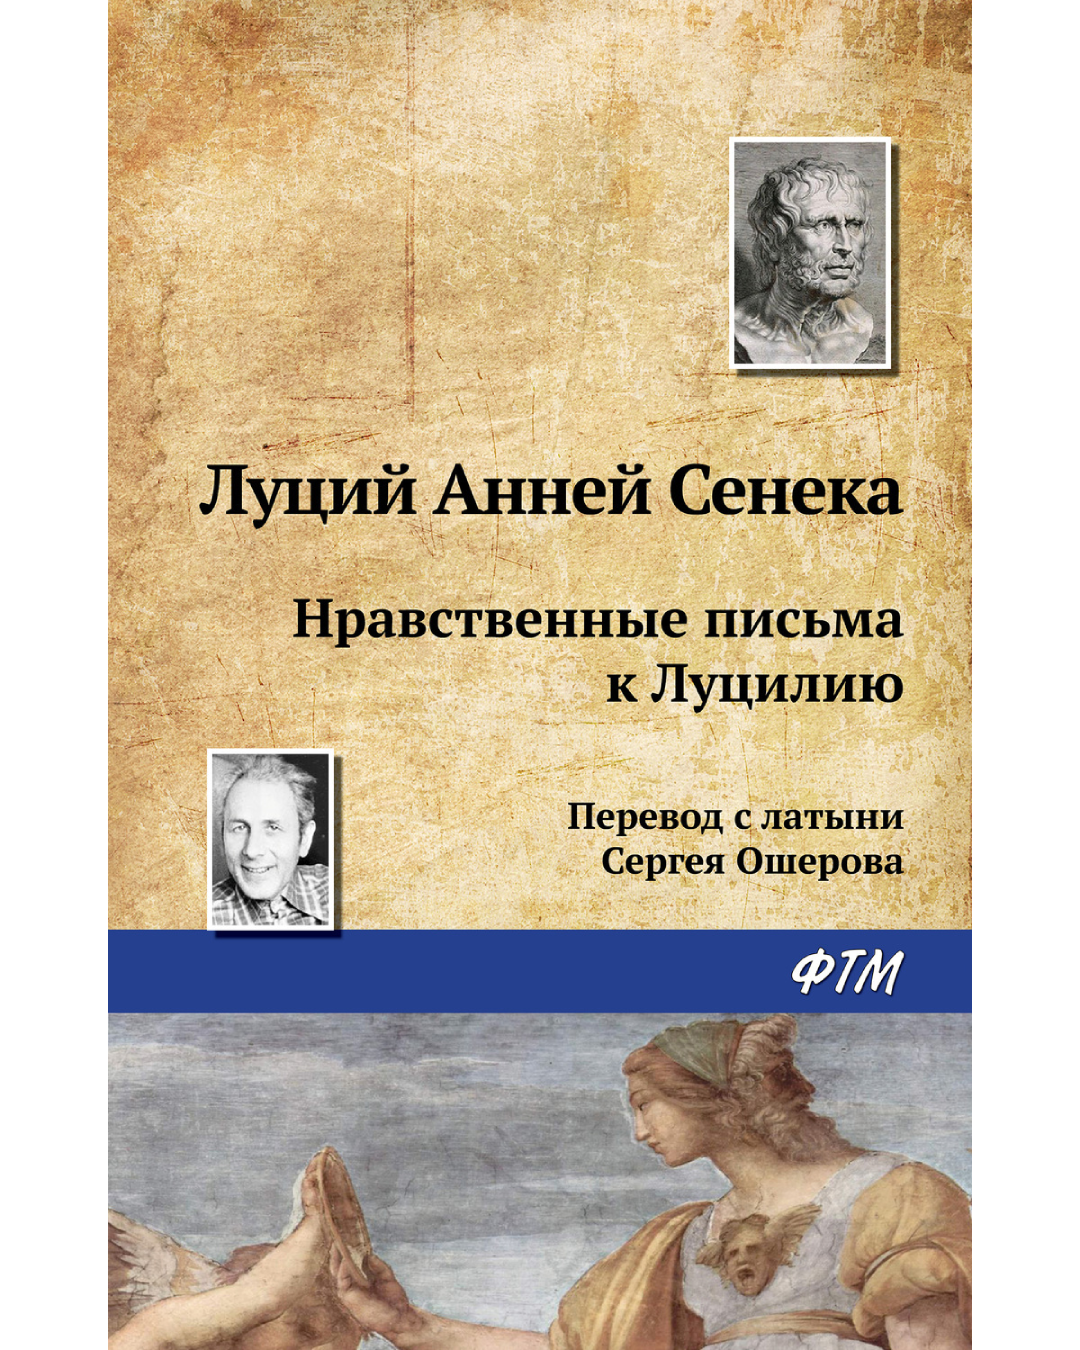 Луций Анней Сенека
Нравственные письма
к Луцилию
Перевод с латыни
Сергея Ошерова
ФТМ